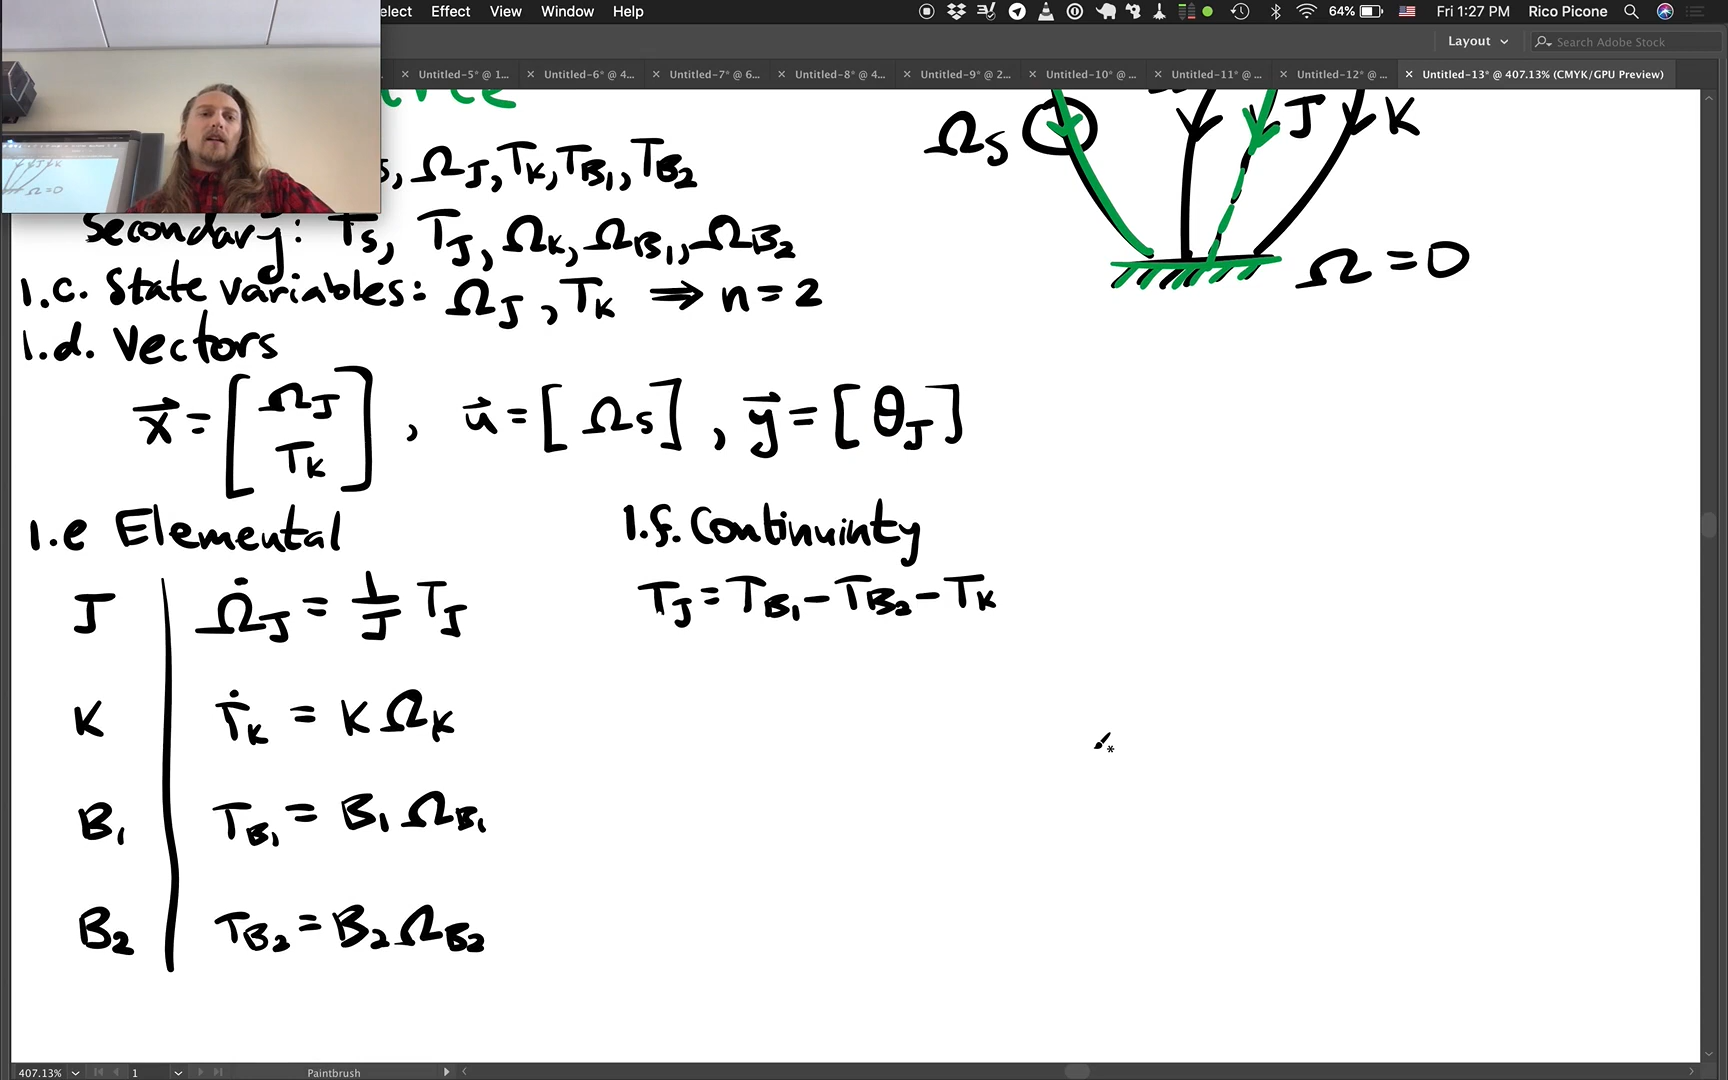 elect Effect View Window Help 64% Fri 1:27 PM Rico Picone
Layout Search Adobe Stock
Untitled-5* @ 1... Untitled-6* @ 4... Untitled-7* @ 6... Untitled-8* @ 4... Untitled-9* @ 2... Untitled-10* @ ... Untitled-11* @ ... Untitled-12* @ ... Untitled-13* @ 407.13% (CMYK/GPU Preview)
Ωs J K
s, ΩJ, TK, TB1, TB2
Secondary: Ts, TJ, ΩK, ΩB1, ΩB2
Ω = 0
1.c. State variables: ΩJ, TK ⇒ n = 2
1.d. Vectors
x⃗ = [ΩJ TK], u⃗ = [Ωs], y⃗ = [θJ]
1.e Elemental
J Ω̇J = 1/J TJ
K ṪK = K ΩK
B1 TB1 = B1 ΩB1
B2 TB2 = B2 ΩB2
1.f. Continuinty
TJ = TB1 - TB2 - TK
407.13% 1 Paintbrush